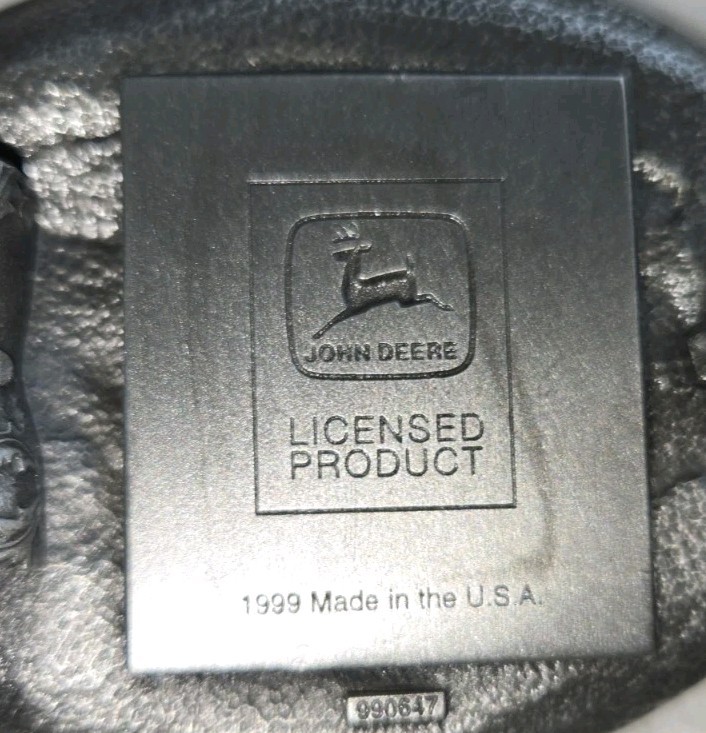 JOHN DEERE
LICENSED
PRODUCT
1999 Made in the U.S.A.
990647